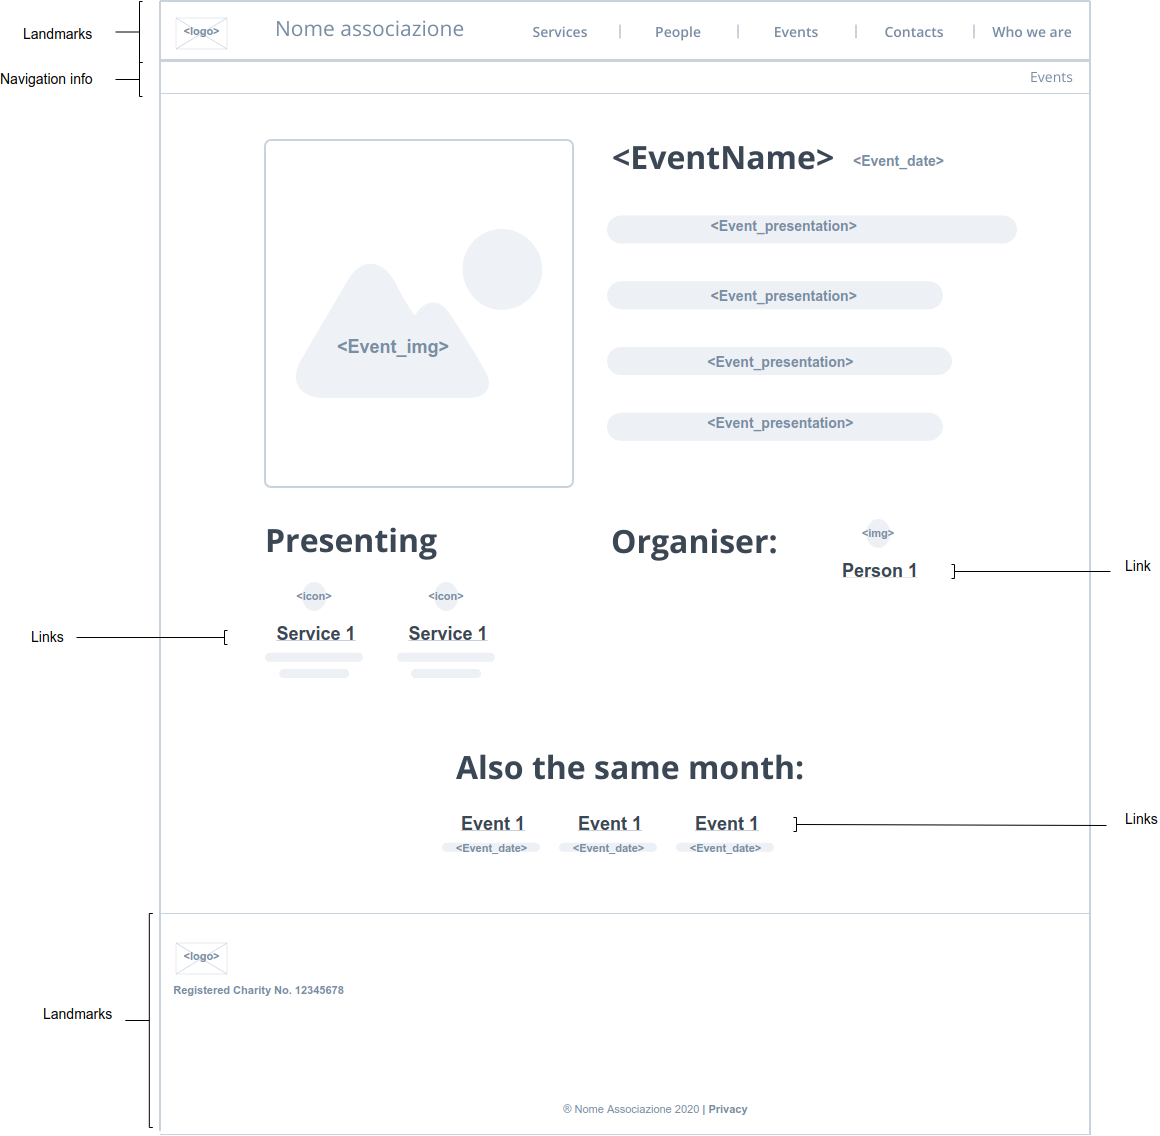 Landmarks
<logo>
Nome associazione
Services | People | Events | Contacts | Who we are
Navigation info
Events
<EventName> <Event_date>
<Event_presentation>
<Event_presentation>
<Event_presentation>
<Event_presentation>
<Event_img>
Presenting
<icon> <icon>
Service 1 Service 1
Links
Organiser:
<img>
Person 1
Link
Also the same month:
Event 1 Event 1 Event 1
<Event_date> <Event_date> <Event_date>
Links
Landmarks
<logo>
Registered Charity No. 12345678
® Nome Associazione 2020 | Privacy